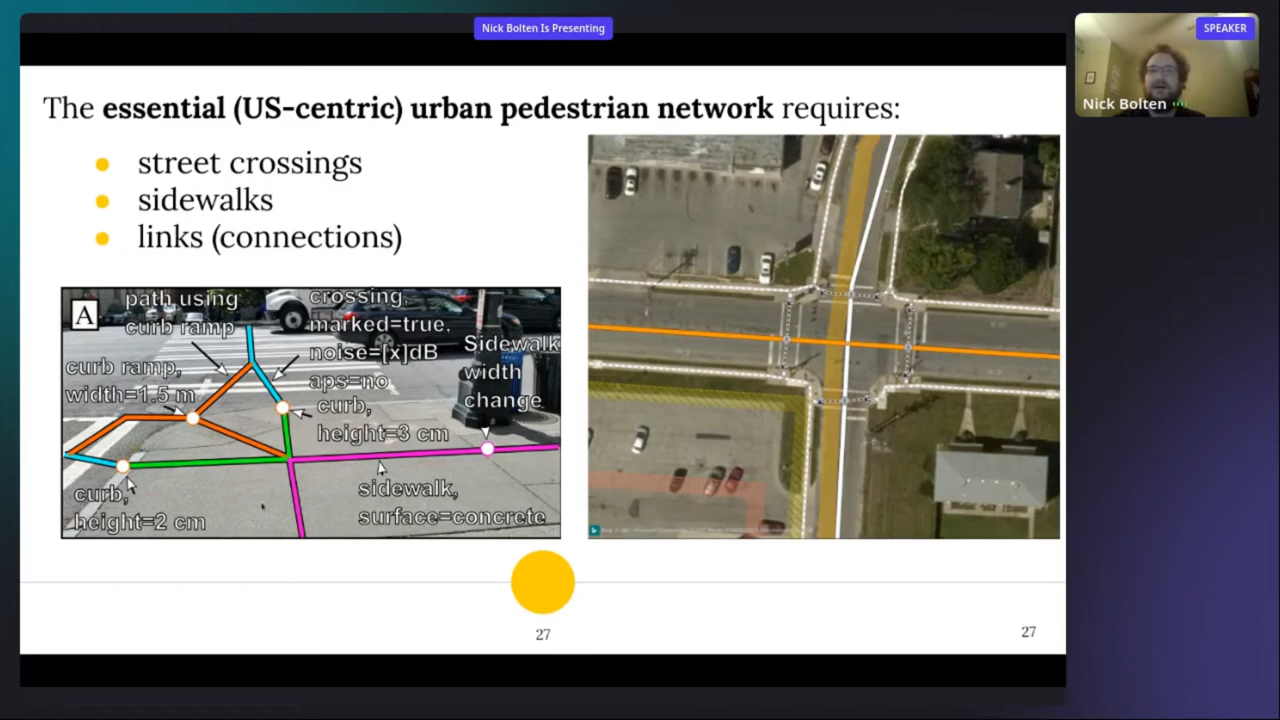 Nick Bolten Is Presenting
SPEAKER
Nick Bolten
The essential (US-centric) urban pedestrian network requires:
street crossings
sidewalks
links (connections)
A
path using
curb ramp
crossing,
marked=true,
noise=[x]dB
aps=no
Sidewalk
width
change
curb ramp,
width=1.5 m
curb,
height=3 cm
curb,
height=2 cm
sidewalk,
surface=concrete
27
27